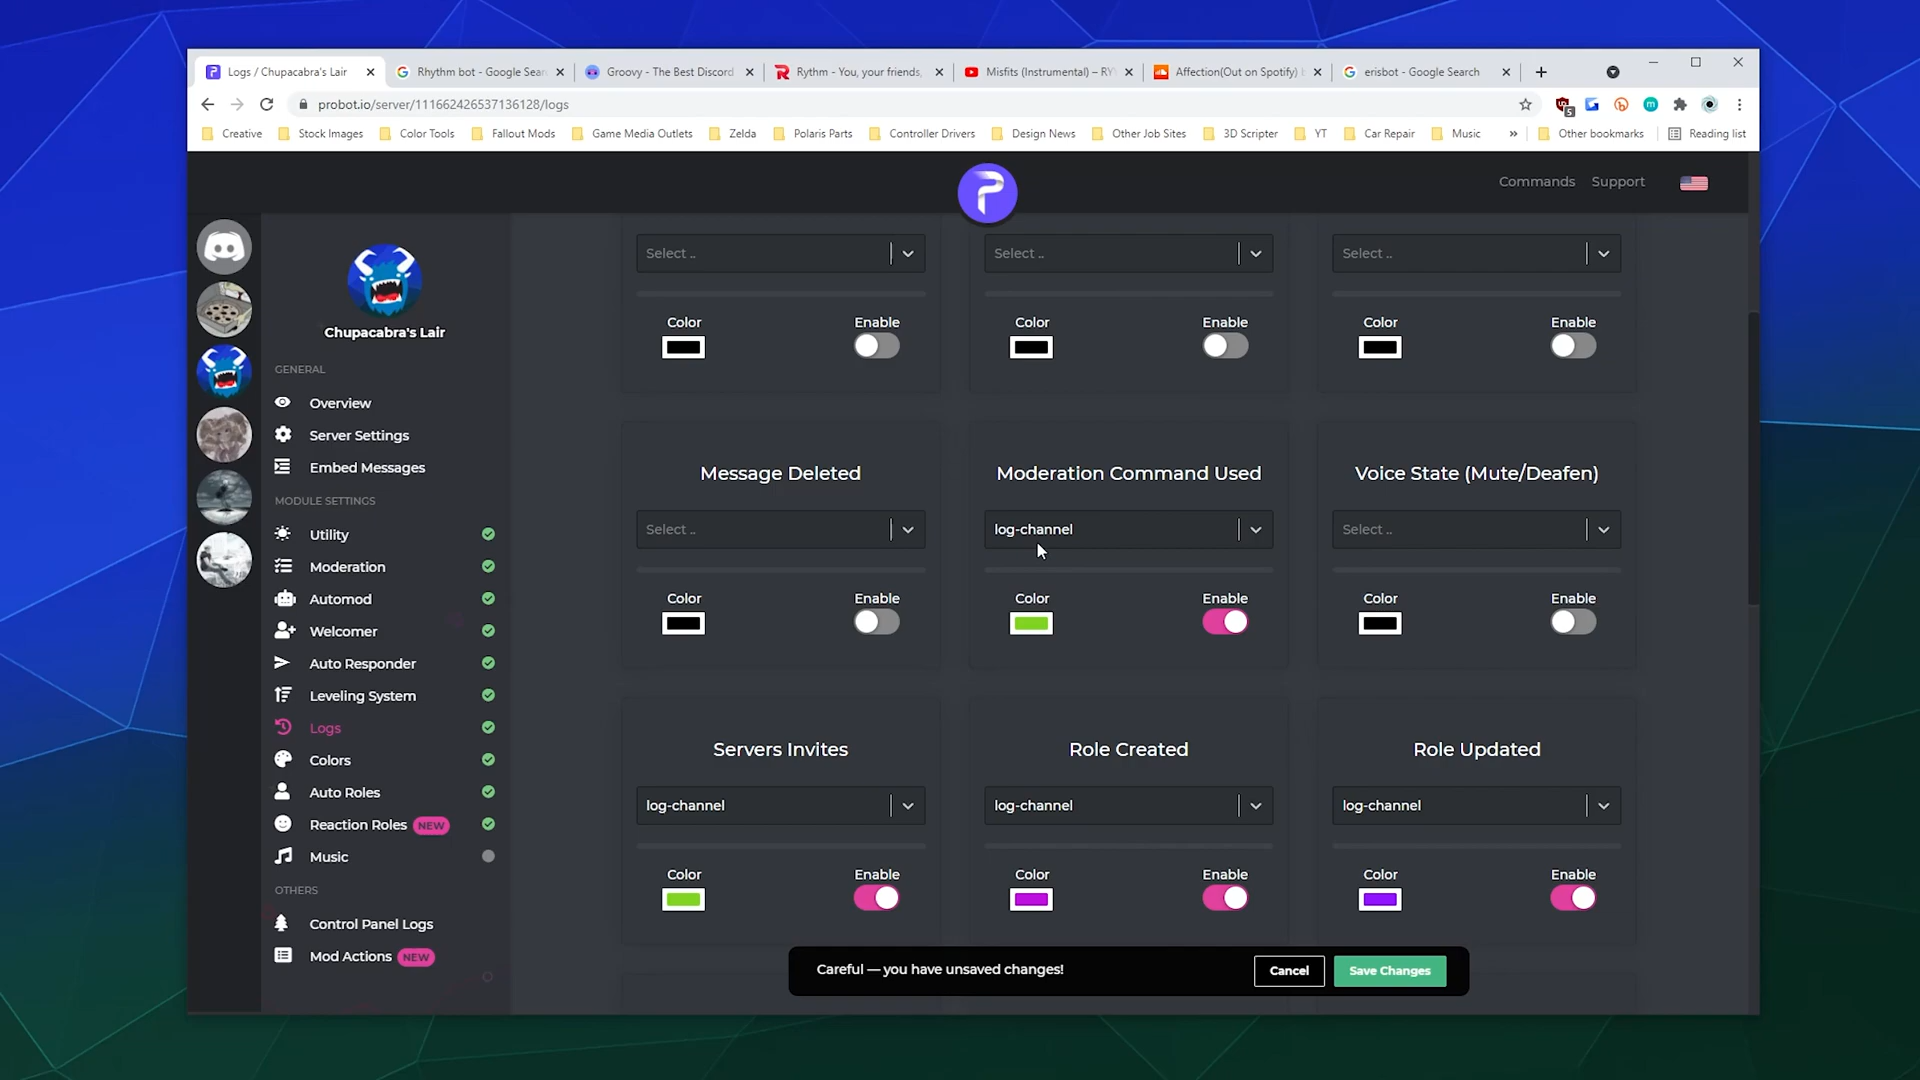 Logs / Chupacabra's Lair
Rhythm bot - Google Sear
Groovy - The Best Discord
Rythm - You, your friends,
Misfits (Instrumental) – RY
Affection(Out on Spotify) b
erisbot - Google Search
probot.io/server/111662426537136128/logs
5
Creative
Stock Images
Color Tools
Fallout Mods
Game Media Outlets
Zelda
Polaris Parts
Controller Drivers
Design News
Other Job Sites
3D Scripter
YT
Car Repair
Music
»
Other bookmarks
Reading list
Commands
Support
Chupacabra's Lair
GENERAL
Overview
Server Settings
Embed Messages
MODULE SETTINGS
Utility
Moderation
Automod
Welcomer
Auto Responder
Leveling System
Logs
Colors
Auto Roles
Reaction Roles NEW
Music
OTHERS
Control Panel Logs
Mod Actions NEW
Select ..
Select ..
Select ..
Color
Enable
Color
Enable
Color
Enable
Message Deleted
Moderation Command Used
Voice State (Mute/Deafen)
Select ..
log-channel
Select ..
Color
Enable
Color
Enable
Color
Enable
Servers Invites
Role Created
Role Updated
log-channel
log-channel
log-channel
Color
Enable
Color
Enable
Color
Enable
Careful — you have unsaved changes!
Cancel
Save Changes